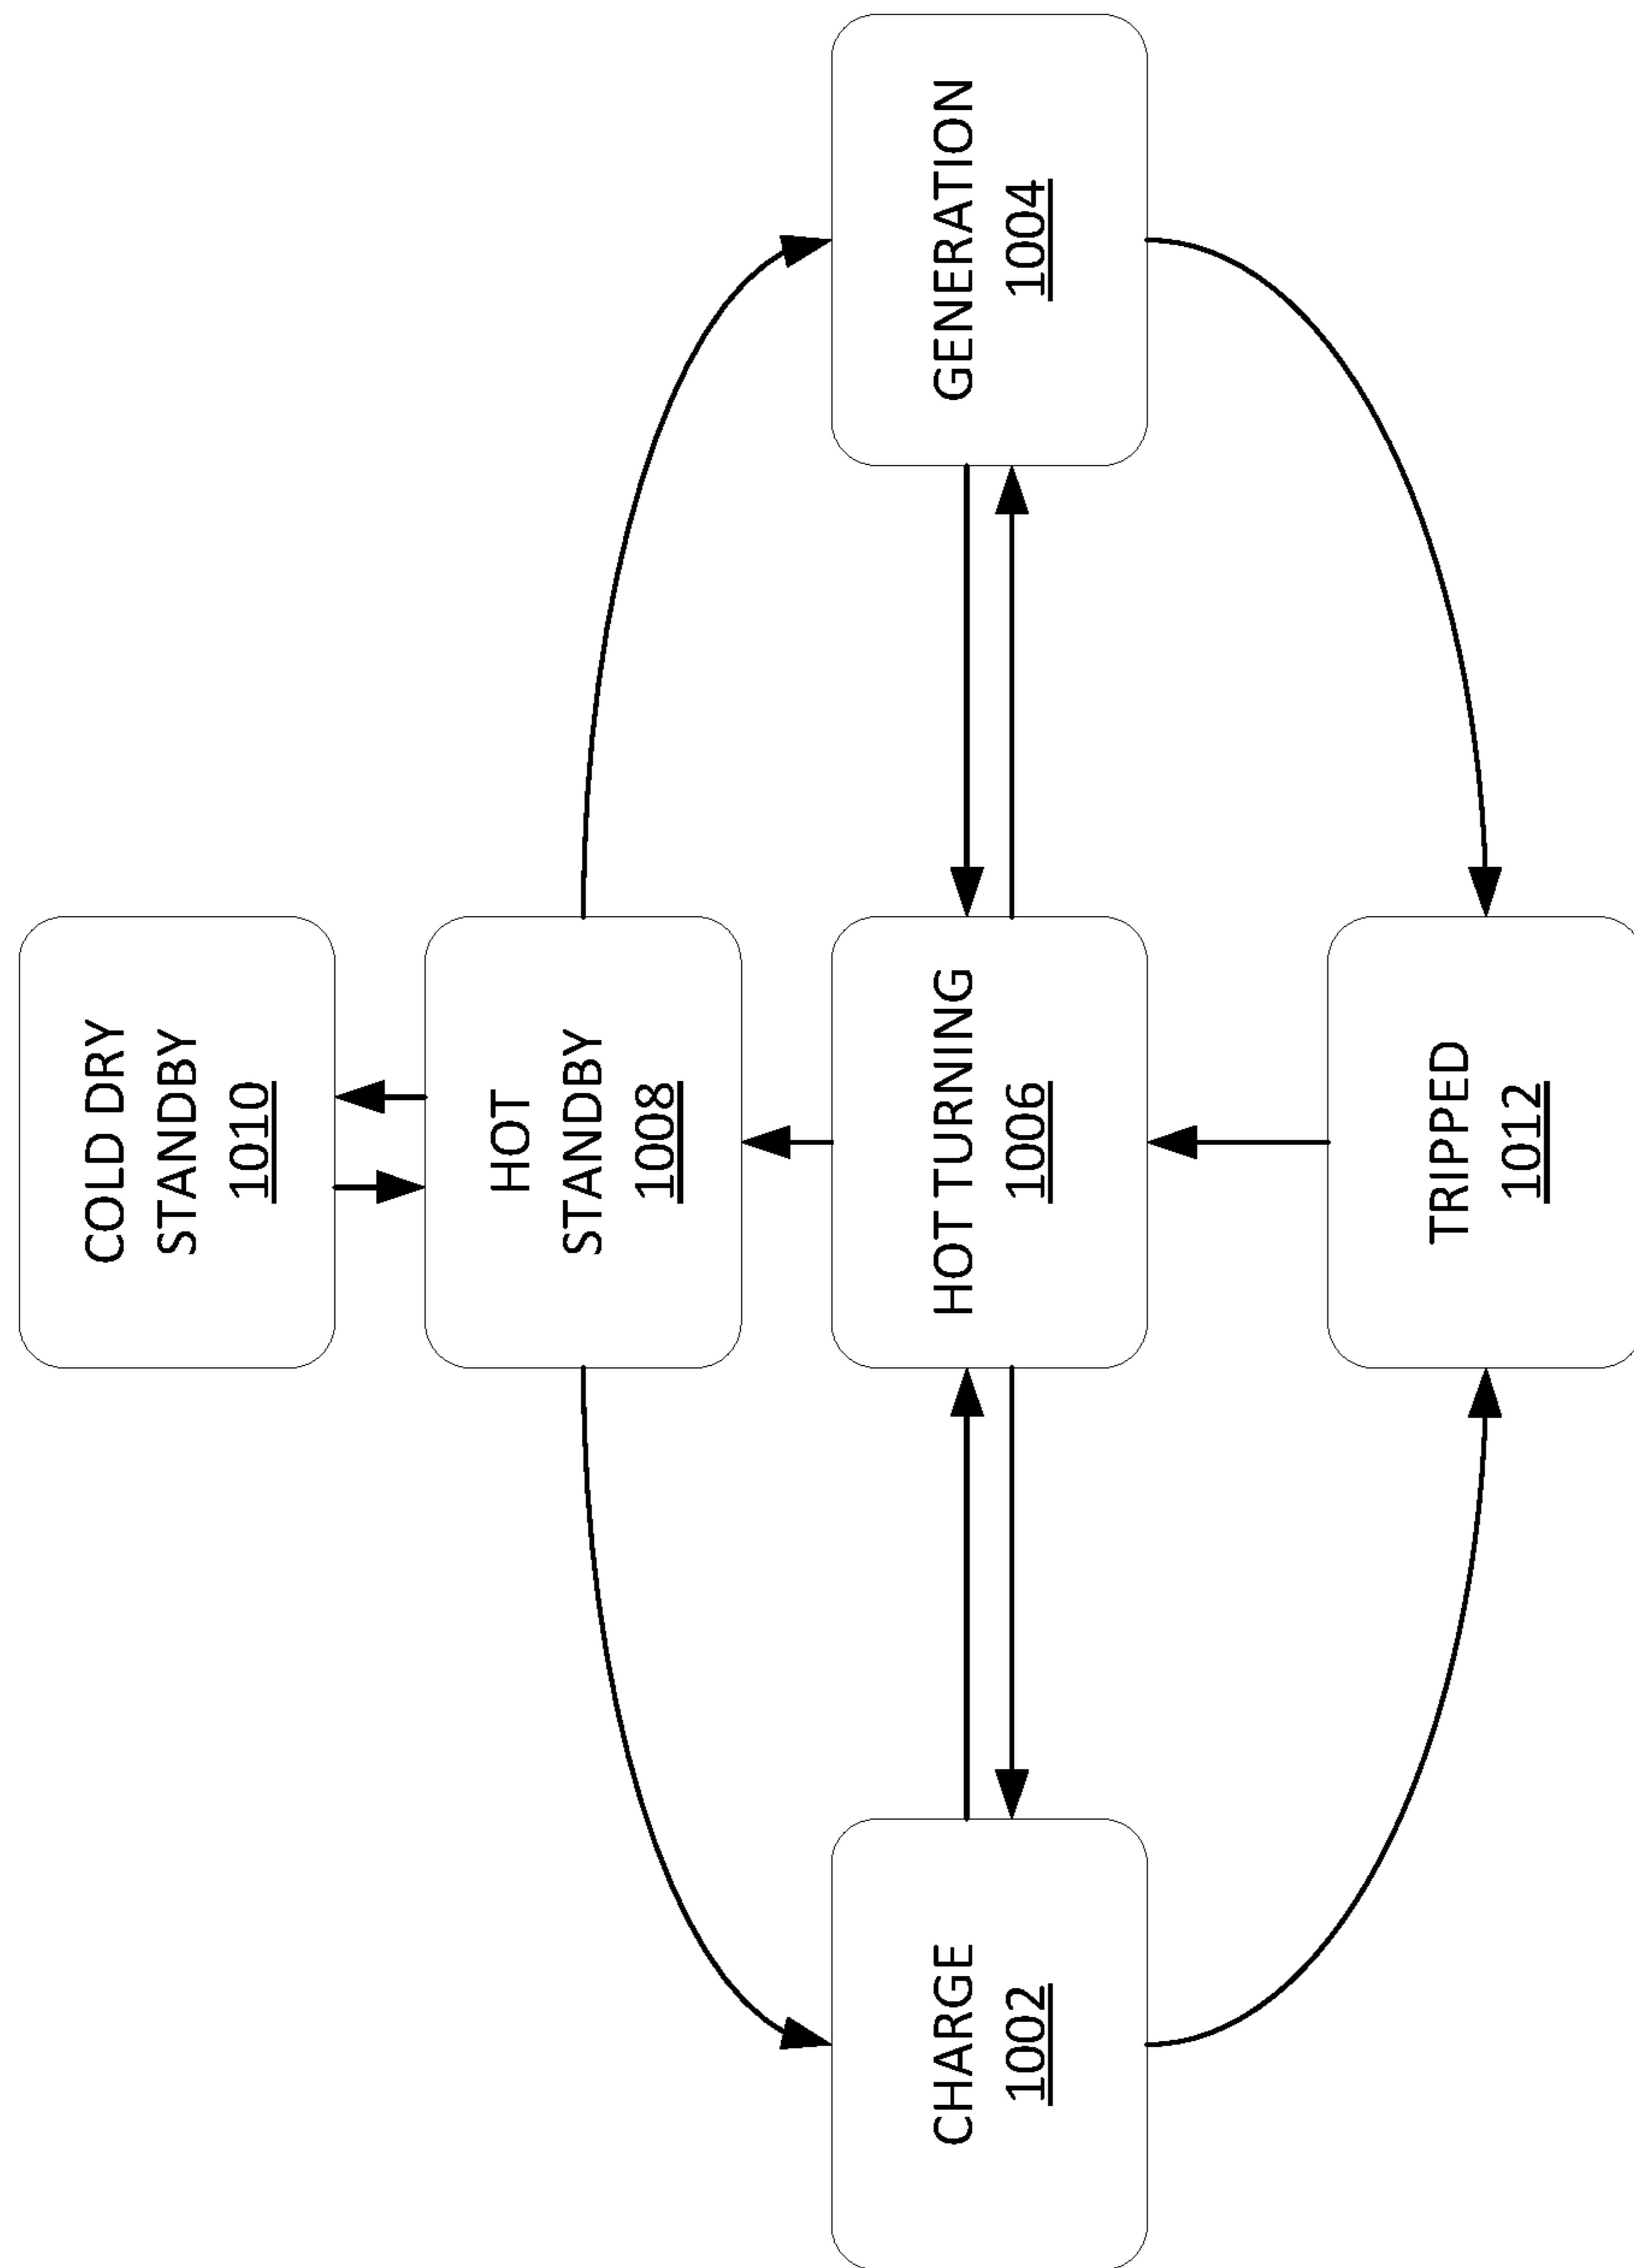 COLD DRY
STANDBY
1010
HOT
STANDBY
1008
CHARGE
1002
HOT TURNING
1006
GENERATION
1004
TRIPPED
1012